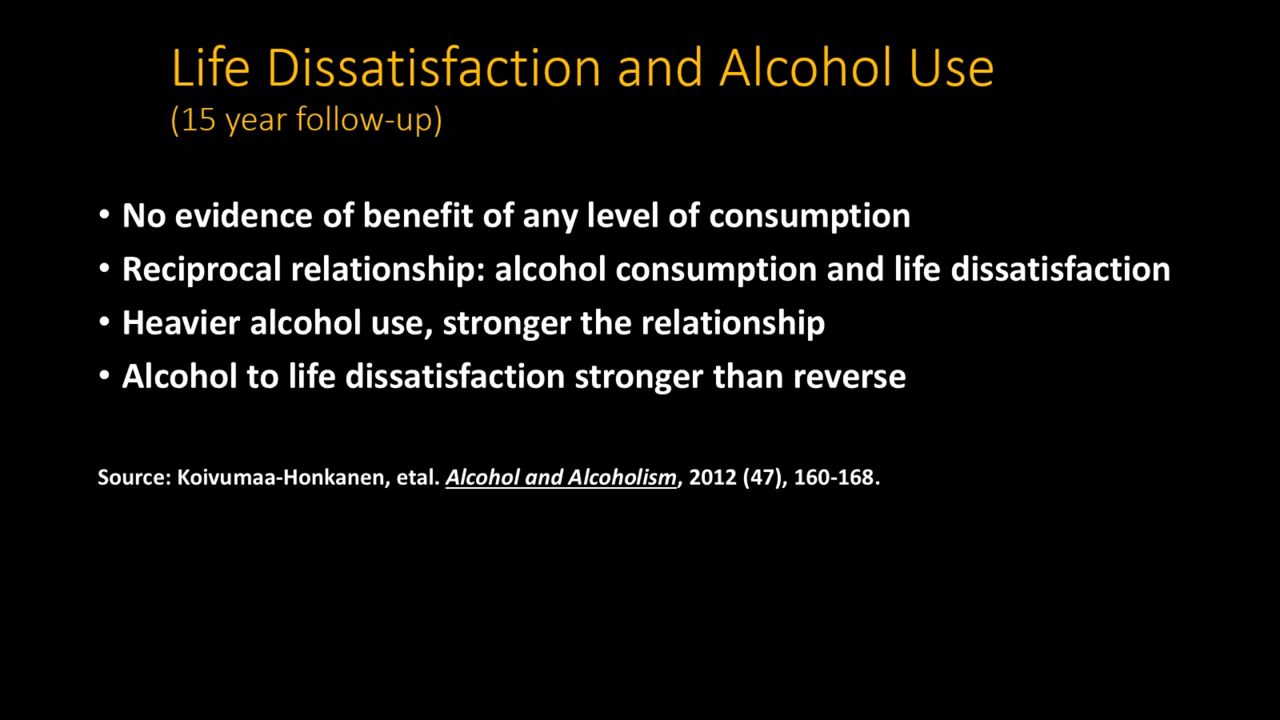 Life Dissatisfaction and Alcohol Use
(15 year follow-up)
• No evidence of benefit of any level of consumption
• Reciprocal relationship: alcohol consumption and life dissatisfaction
• Heavier alcohol use, stronger the relationship
• Alcohol to life dissatisfaction stronger than reverse
Source: Koivumaa-Honkanen, etal. Alcohol and Alcoholism, 2012 (47), 160-168.